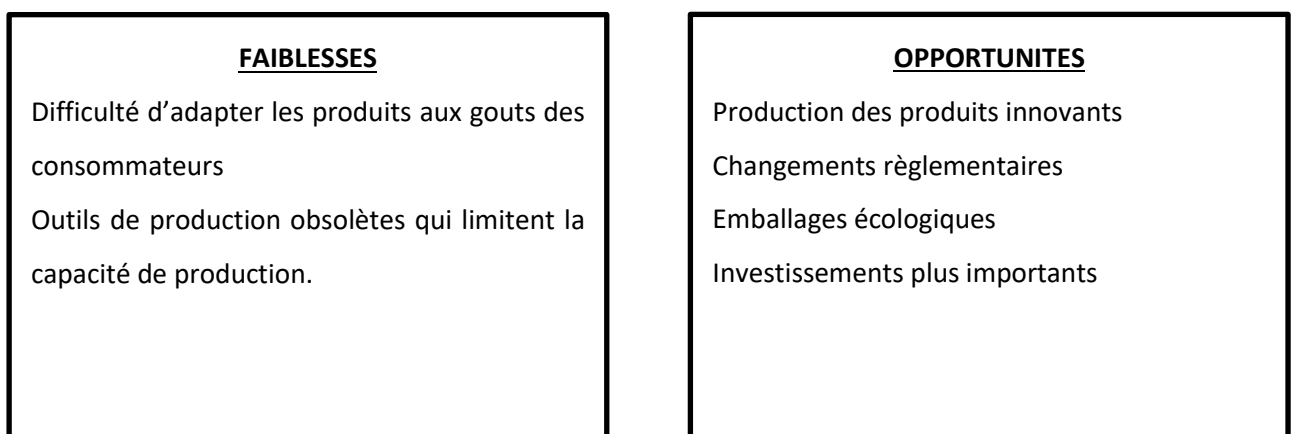 FAIBLESSES
Difficulté d’adapter les produits aux gouts des
consommateurs
Outils de production obsolètes qui limitent la
capacité de production.
OPPORTUNITES
Production des produits innovants
Changements règlementaires
Emballages écologiques
Investissements plus importants